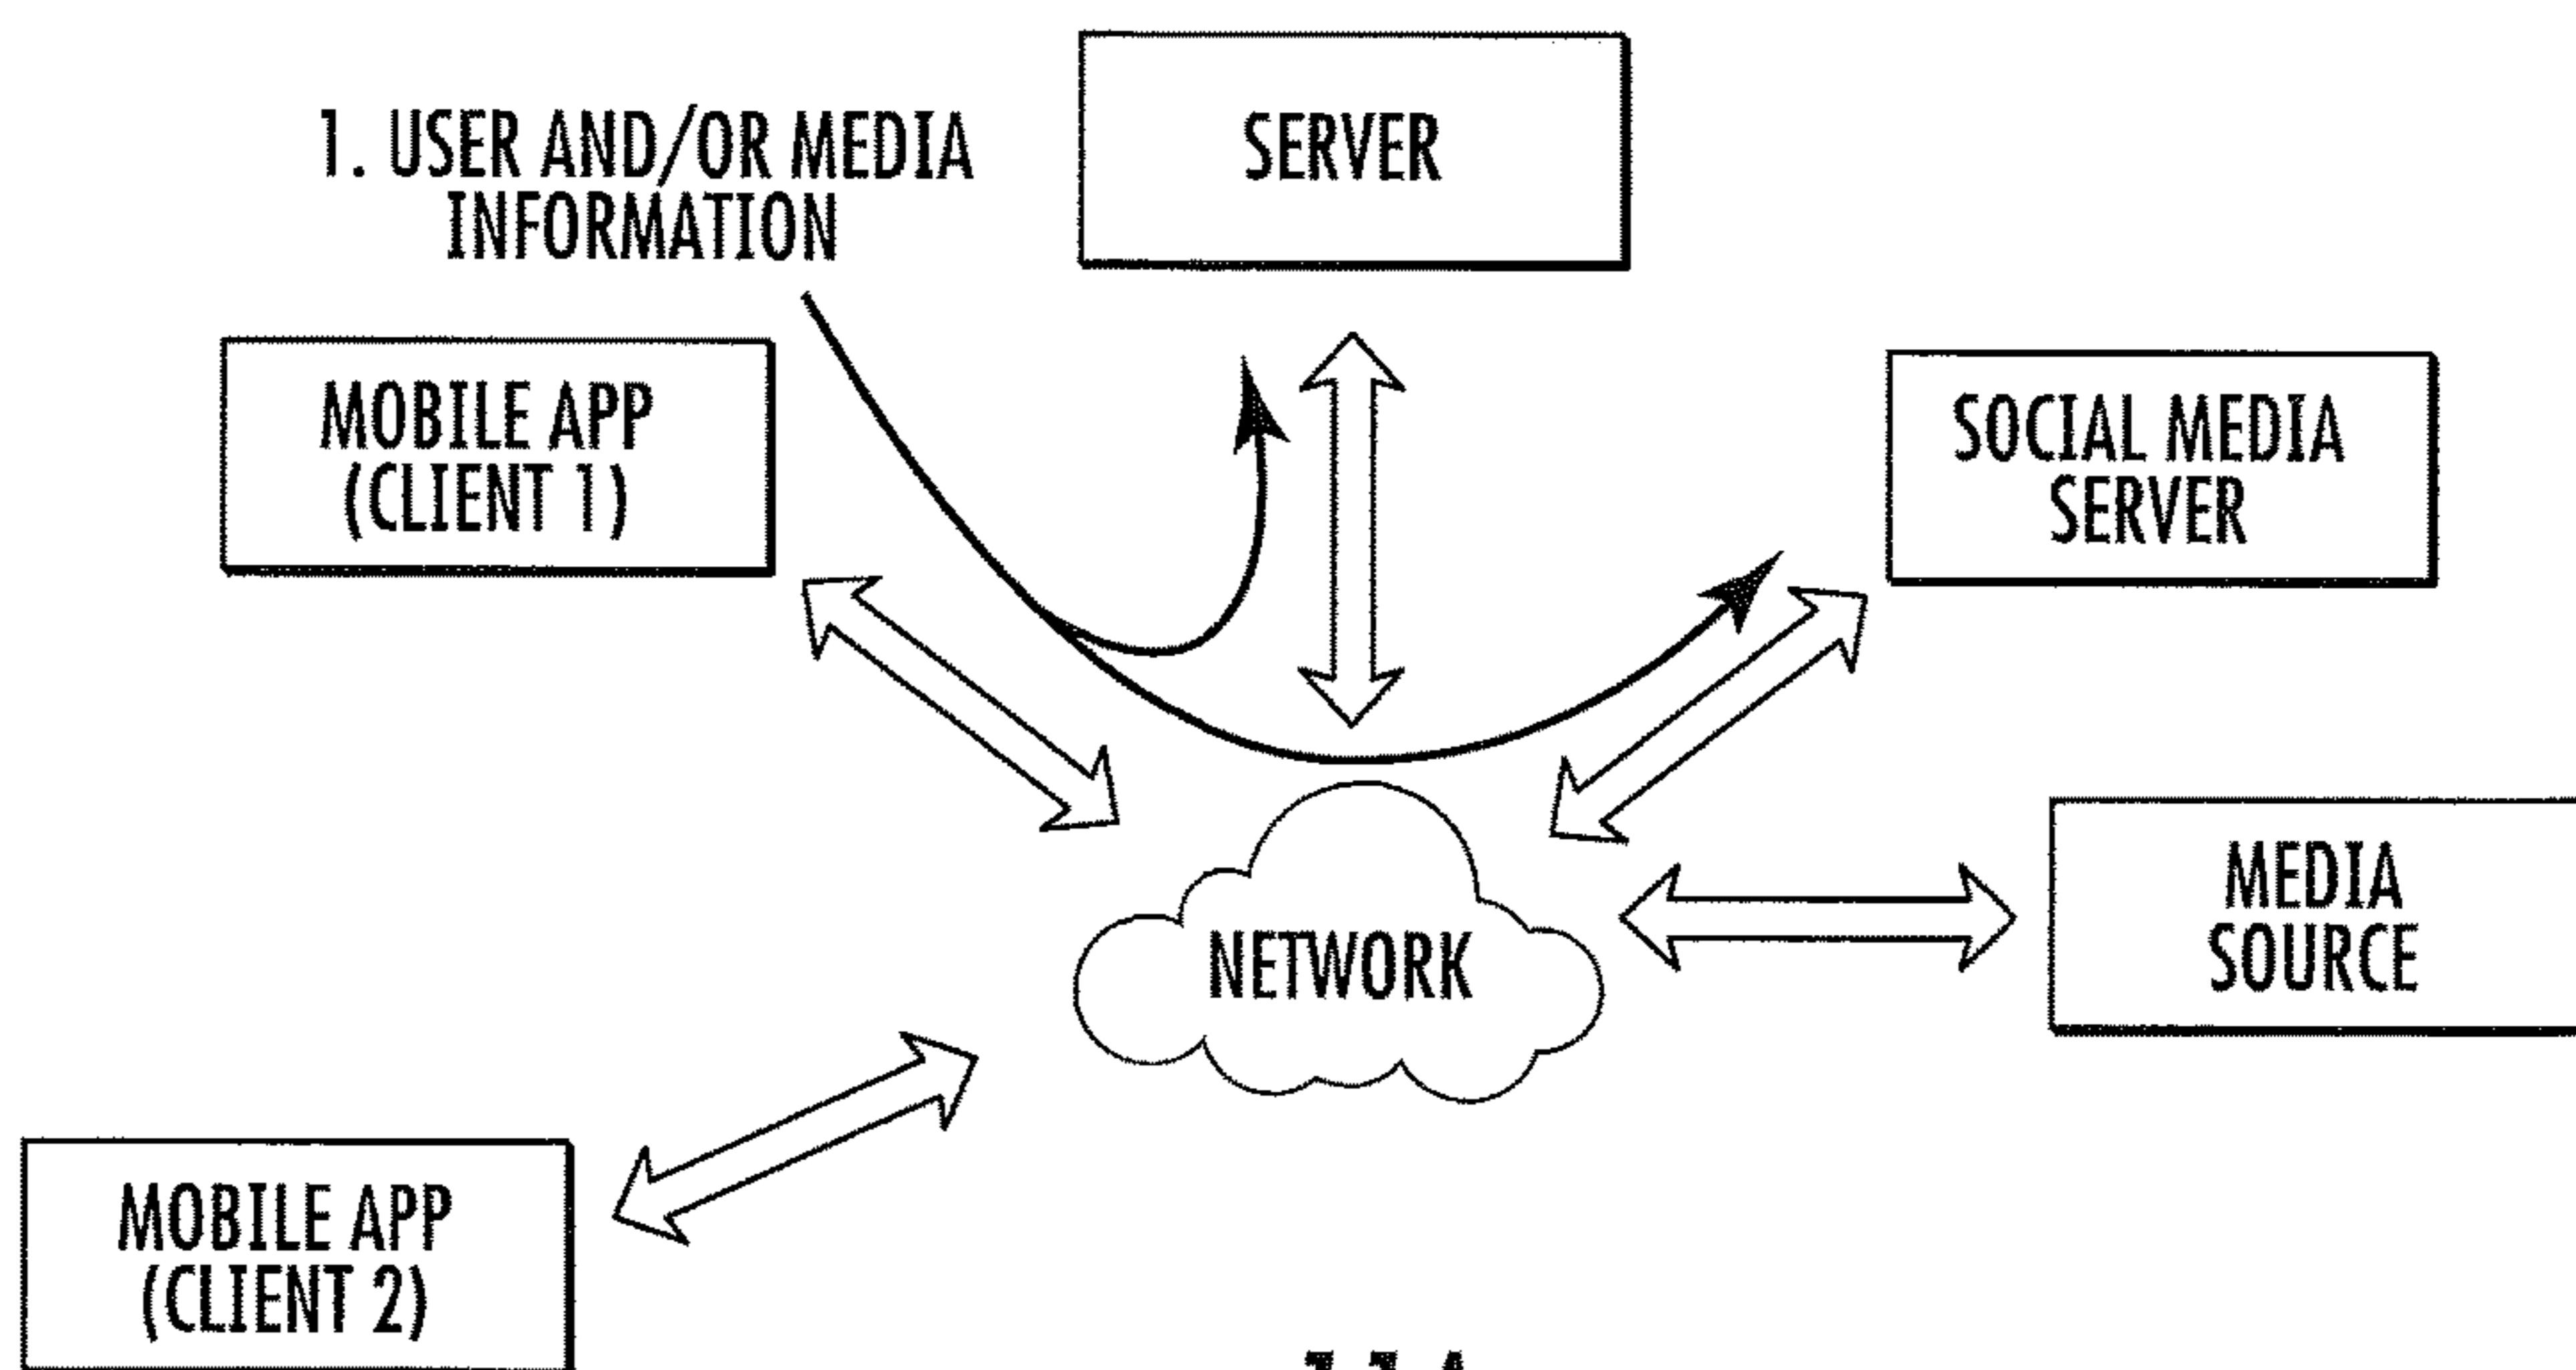 1. USER AND/OR MEDIA
INFORMATION
SERVER
MOBILE APP
(CLIENT 1)
SOCIAL MEDIA
SERVER
MEDIA
SOURCE
NETWORK
MOBILE APP
(CLIENT 2)